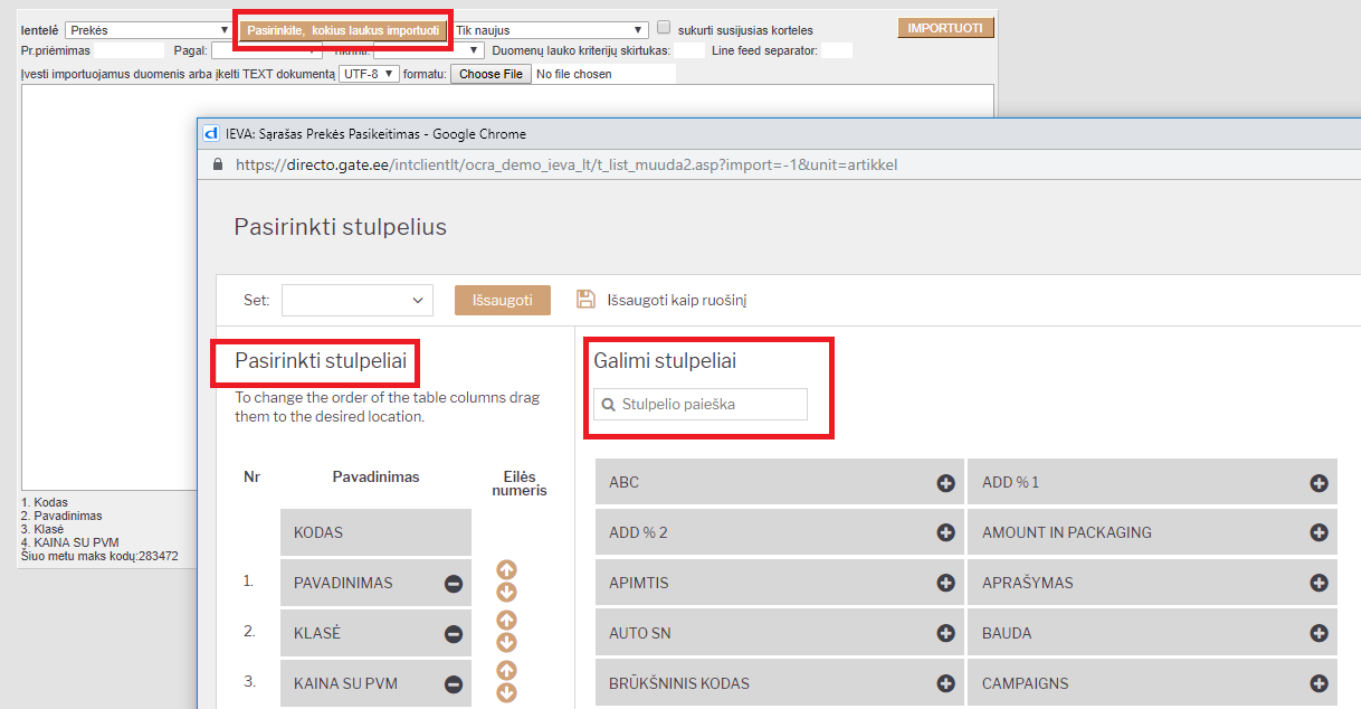 lentelė Prekės Pasirinkite, kokius laukus importuoti Tik naujus sukurti susijusias korteles IMPORTUOTI
Pr.priėmimas Pagal: Duomenų lauko kriterijų skirtukas: Line feed separator:
Įvesti importuojamus duomenis arba įkelti TEXT dokumentą UTF-8 formatu: Choose File No file chosen
IEVA: Sąrašas Prekės Pasikeitimas - Google Chrome
https://directo.gate.ee/intclientlt/ocra_demo_ieva_lt/t_list_muuda2.asp?import=-1&unit=artikkel
Pasirinkti stulpelius
Set: Išsaugoti Išsaugoti kaip ruošinį
Pasirinkti stulpeliai
To change the order of the table columns drag
them to the desired location.
Galimi stulpeliai
Stulpelio paieška
Nr Pavadinimas Eilės
numeris
KODAS
1. PAVADINIMAS
2. KLASĖ
3. KAINA SU PVM
ABC ADD % 1
ADD % 2 AMOUNT IN PACKAGING
APIMTIS APRAŠYMAS
AUTO SN BAUDA
BRŪKŠNINIS KODAS CAMPAIGNS
1. Kodas
2. Pavadinimas
3. Klasė
4. KAINA SU PVM
Šiuo metu maks kodų:283472